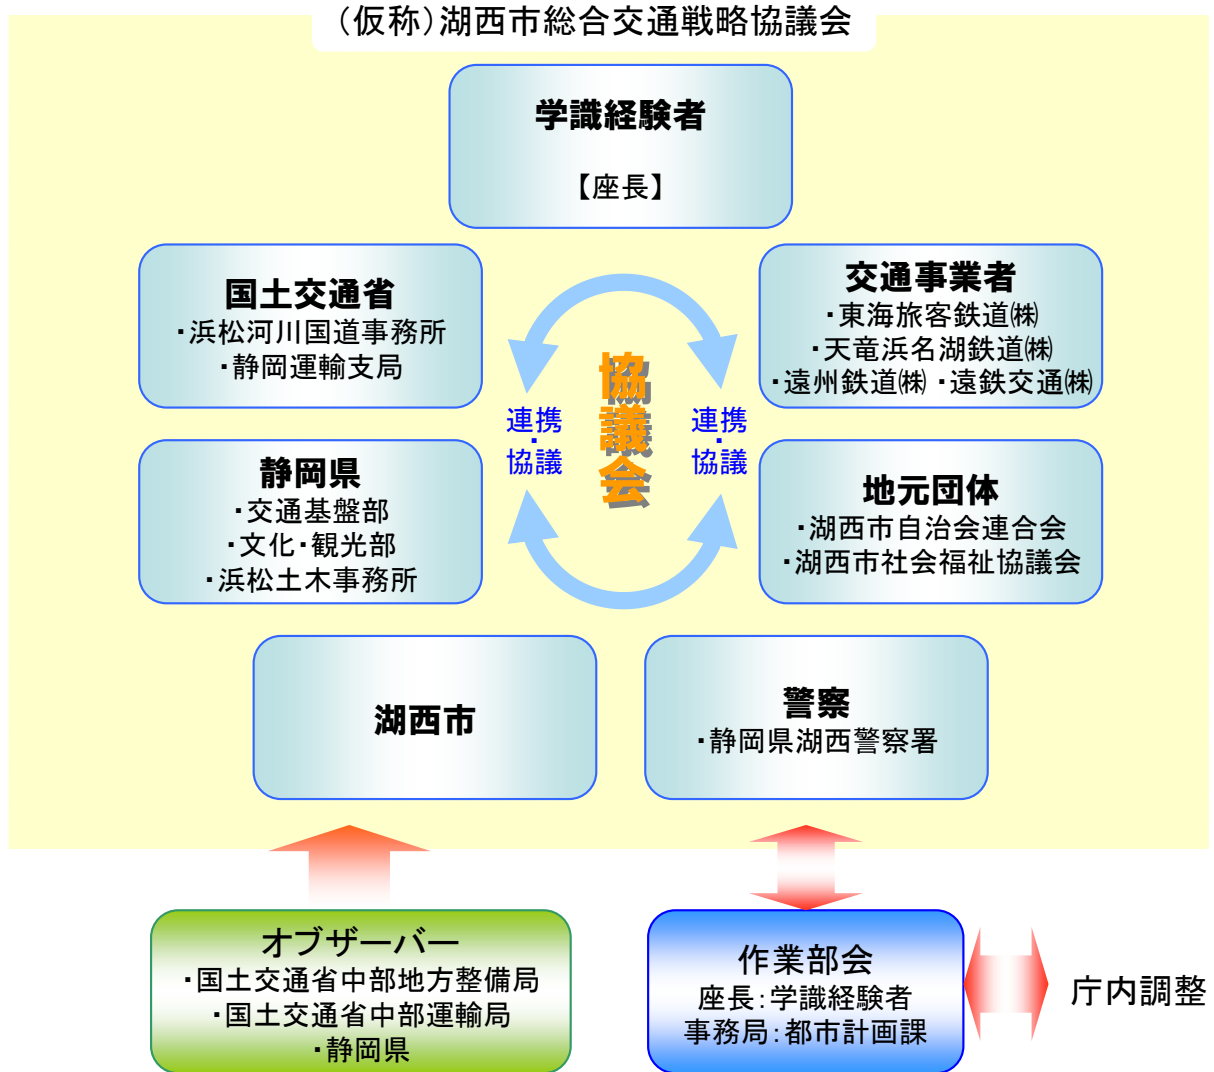 （仮称）湖西市総合交通戦略協議会
学識経験者
【座長】
国土交通省
・浜松河川国道事務所
・静岡運輸支局
交通事業者
・東海旅客鉄道㈱
・天竜浜名湖鉄道㈱
・遠州鉄道㈱ ・遠鉄交通㈱
協議会
連携
・
協議
連携
・
協議
静岡県
・交通基盤部
・文化・観光部
・浜松土木事務所
地元団体
・湖西市自治会連合会
・湖西市社会福祉協議会
湖西市
警察
・静岡県湖西警察署
オブザーバー
・国土交通省中部地方整備局
・国土交通省中部運輸局
・静岡県
作業部会
座長：学識経験者
事務局：都市計画課
庁内調整